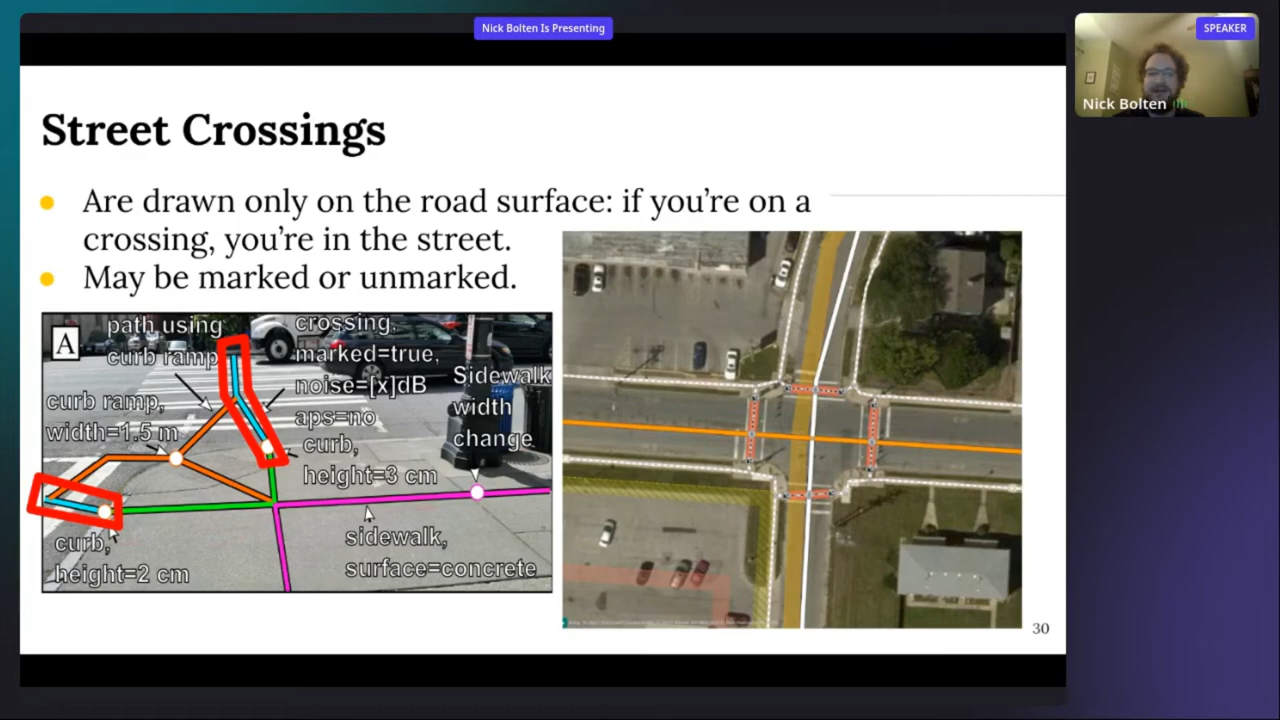 Nick Bolten Is Presenting
SPEAKER
Nick Bolten
Street Crossings
● Are drawn only on the road surface: if you're on a
crossing, you're in the street.
● May be marked or unmarked.
A
path using
curb ramp
crossing,
marked=true,
noise=[x]dB
aps=no
Sidewalk
width
change
curb ramp,
width=1.5 m
curb,
height=3 cm
curb,
height=2 cm
sidewalk,
surface=concrete
30